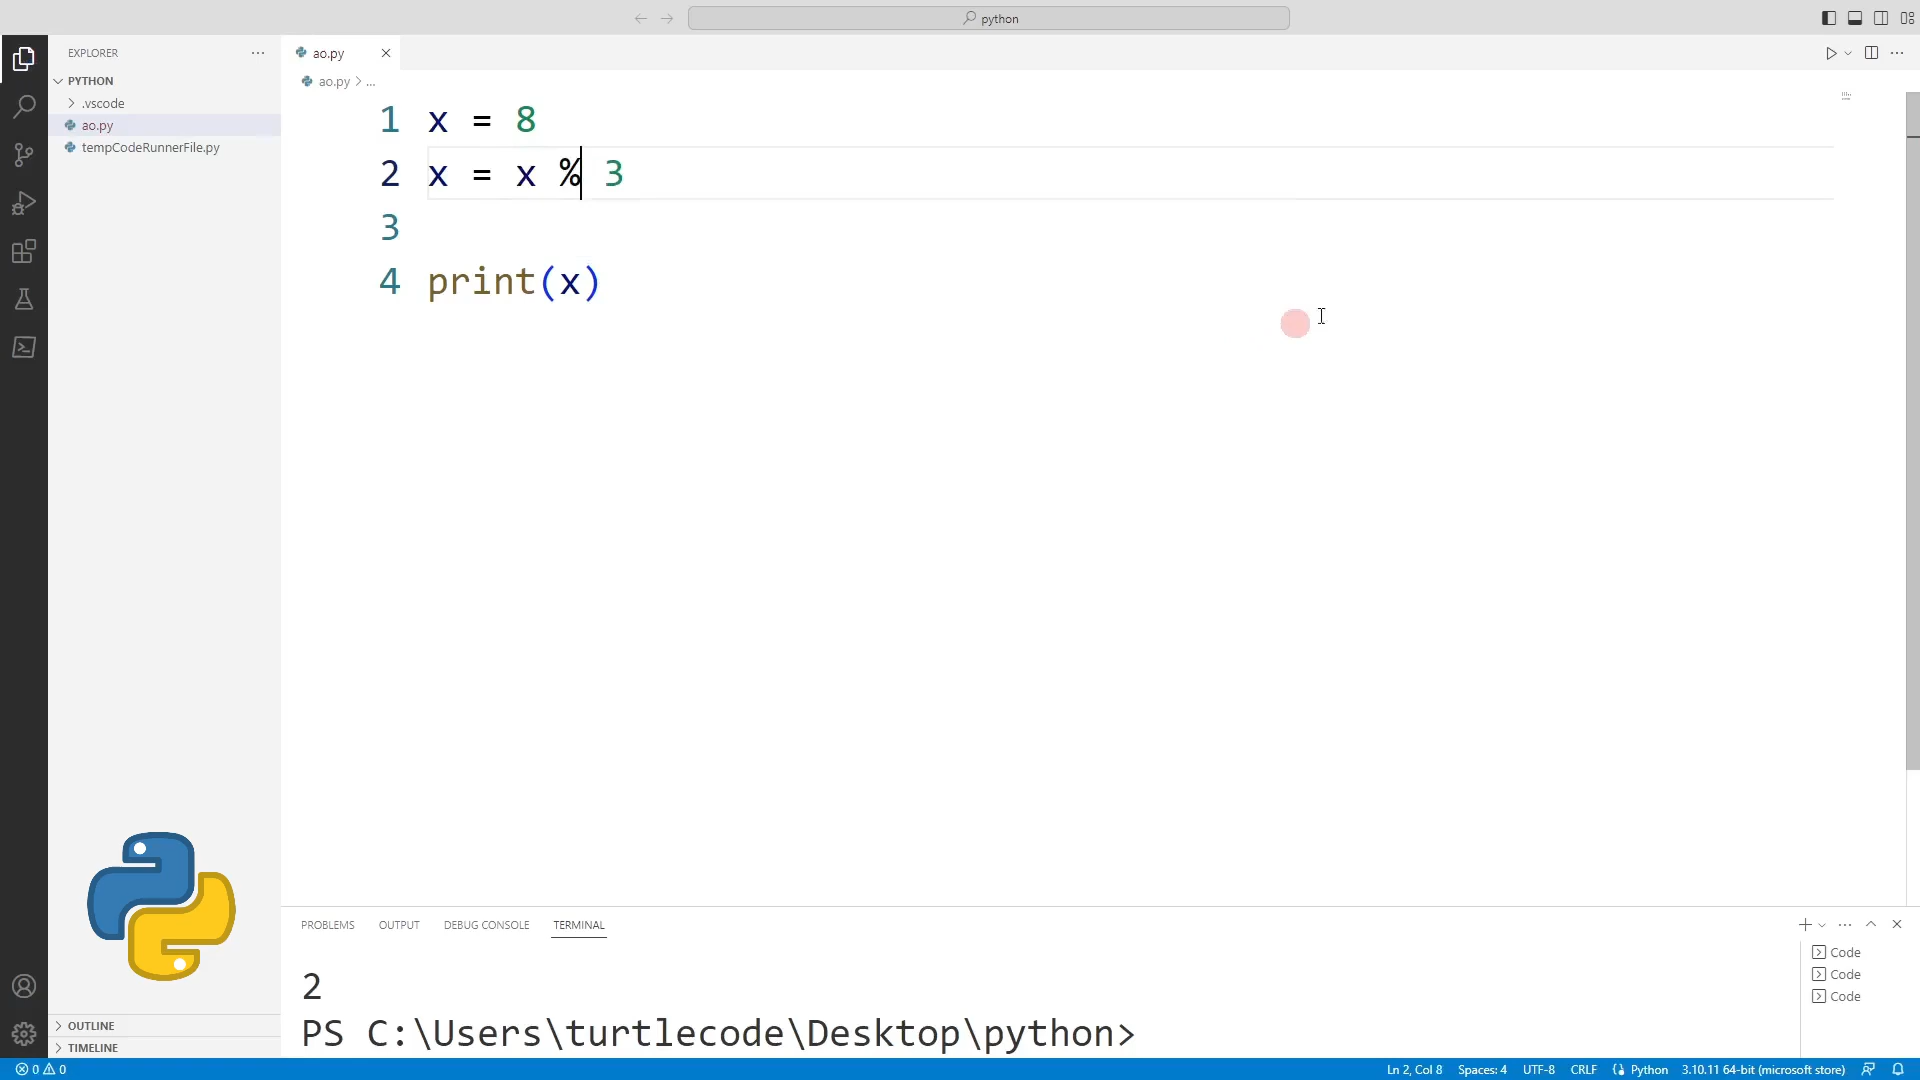 python
EXPLORER
PYTHON
.vscode
ao.py
tempCodeRunnerFile.py
OUTLINE
TIMELINE
ao.py
ao.py > ...
1 x = 8
2 x = x % 3
3
4 print(x)
PROBLEMS OUTPUT DEBUG CONSOLE TERMINAL
2
PS C:\Users\turtlecode\Desktop\python>
Code
Code
Code
0 0 Ln 2, Col 8 Spaces: 4 UTF-8 CRLF Python 3.10.11 64-bit (microsoft store)